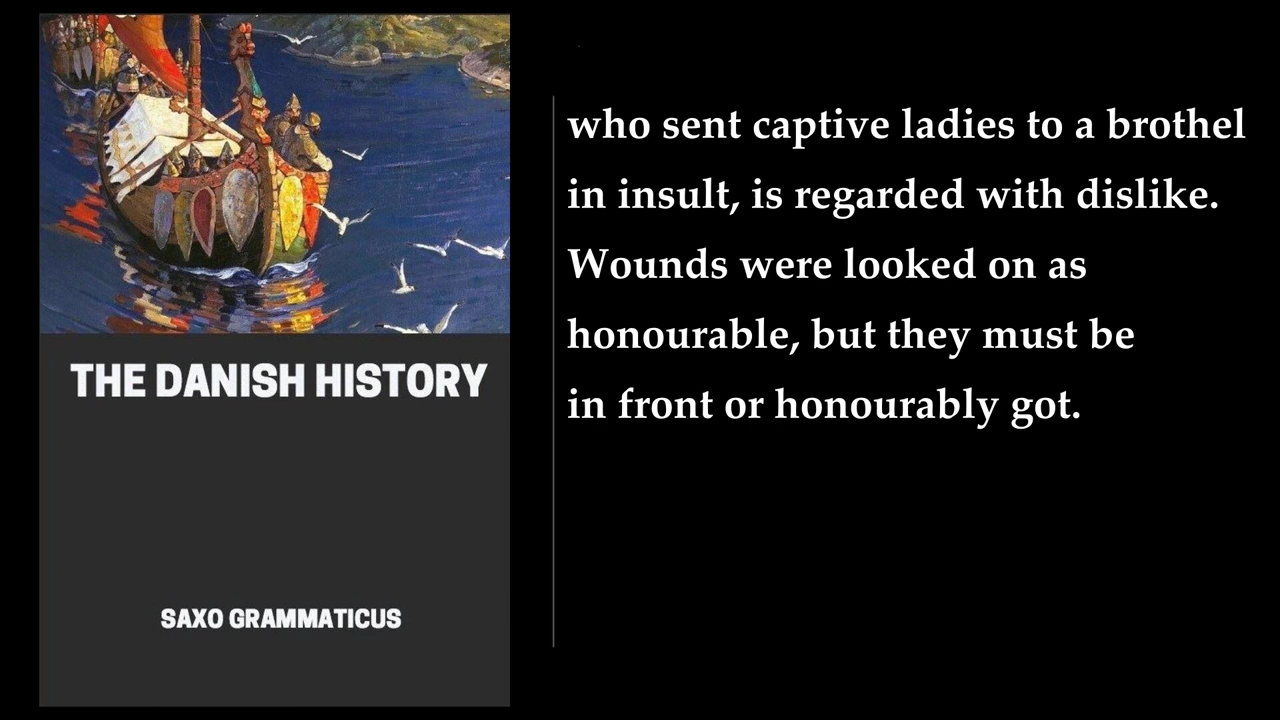 THE DANISH HISTORY
SAXO GRAMMATICUS
who sent captive ladies to a brothel
in insult, is regarded with dislike.
Wounds were looked on as
honourable, but they must be
in front or honourably got.